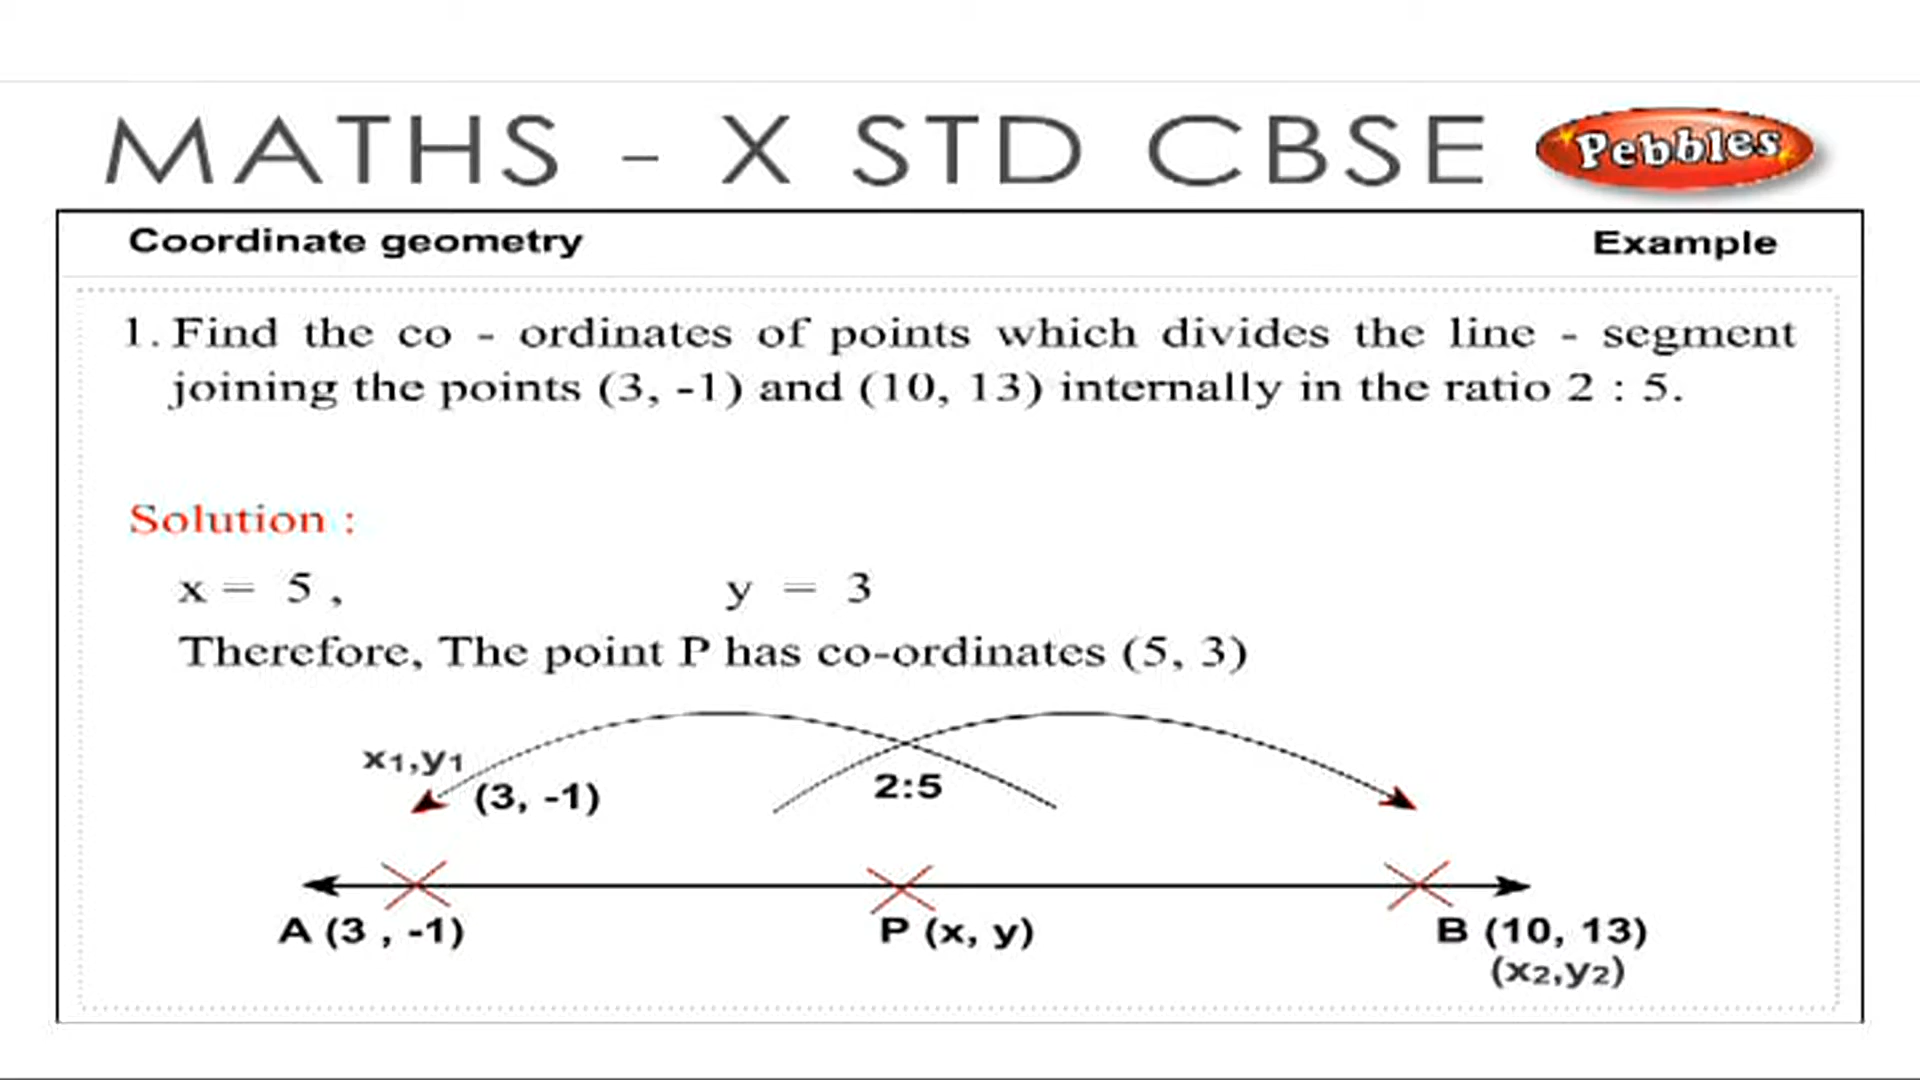 MATHS - X STD CBSE Pebbles
Coordinate geometry Example
1. Find the co - ordinates of points which divides the line - segment
joining the points (3, -1) and (10, 13) internally in the ratio 2 : 5.
Solution :
x = 5 , y = 3
Therefore, The point P has co-ordinates (5, 3)
x1,y1
(3, -1)
2:5
A (3 , -1) P (x, y) B (10, 13)
(x2,y2)